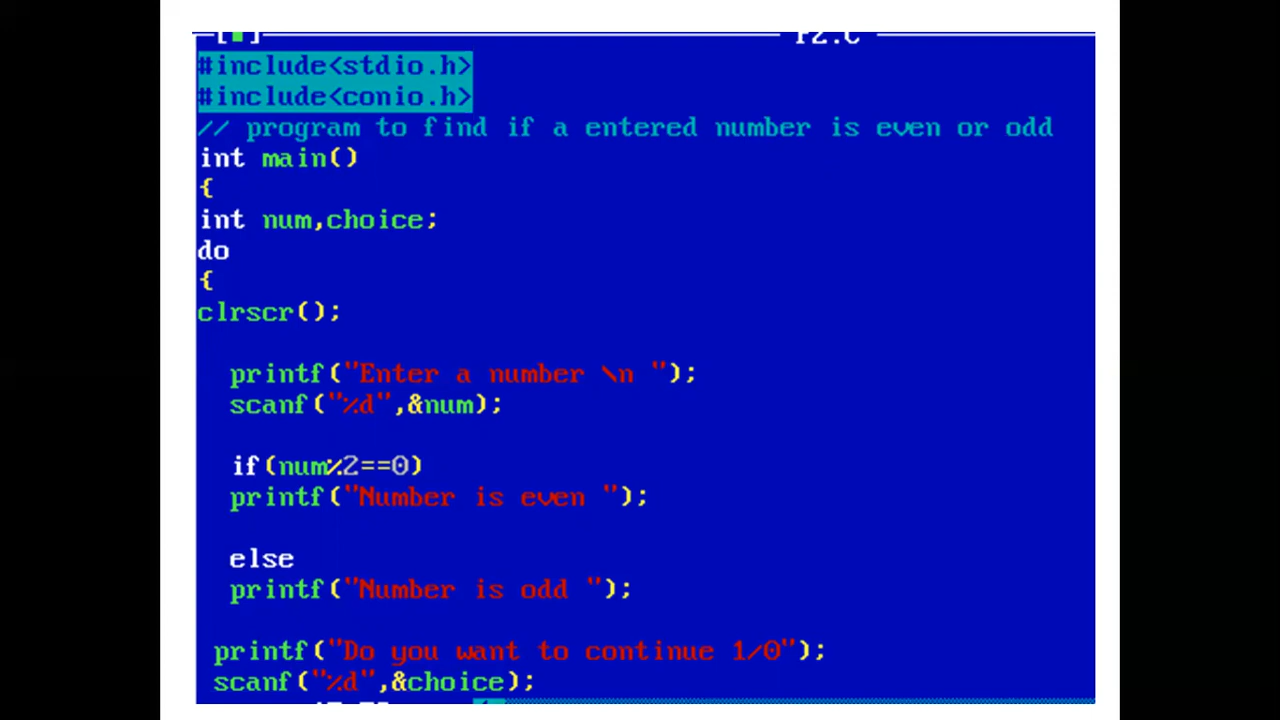 P2.C
#include<stdio.h>
#include<conio.h>
// program to find if a entered number is even or odd
int main()
{
int num,choice;
do
{
clrscr();
printf("Enter a number \n ");
scanf("%d",&num);
if(num%2==0)
printf("Number is even ");
else
printf("Number is odd ");
printf("Do you want to continue 1/0");
scanf("%d",&choice);